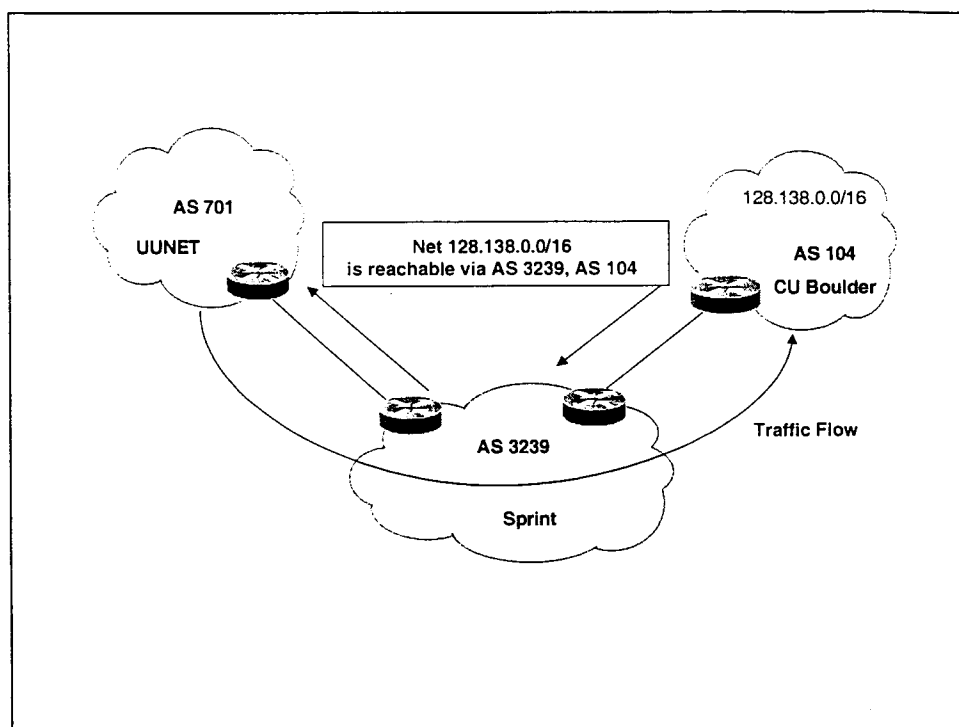 AS 701
UUNET
Net 128.138.0.0/16
is reachable via AS 3239, AS 104
128.138.0.0/16
AS 104
CU Boulder
AS 3239
Traffic Flow
Sprint